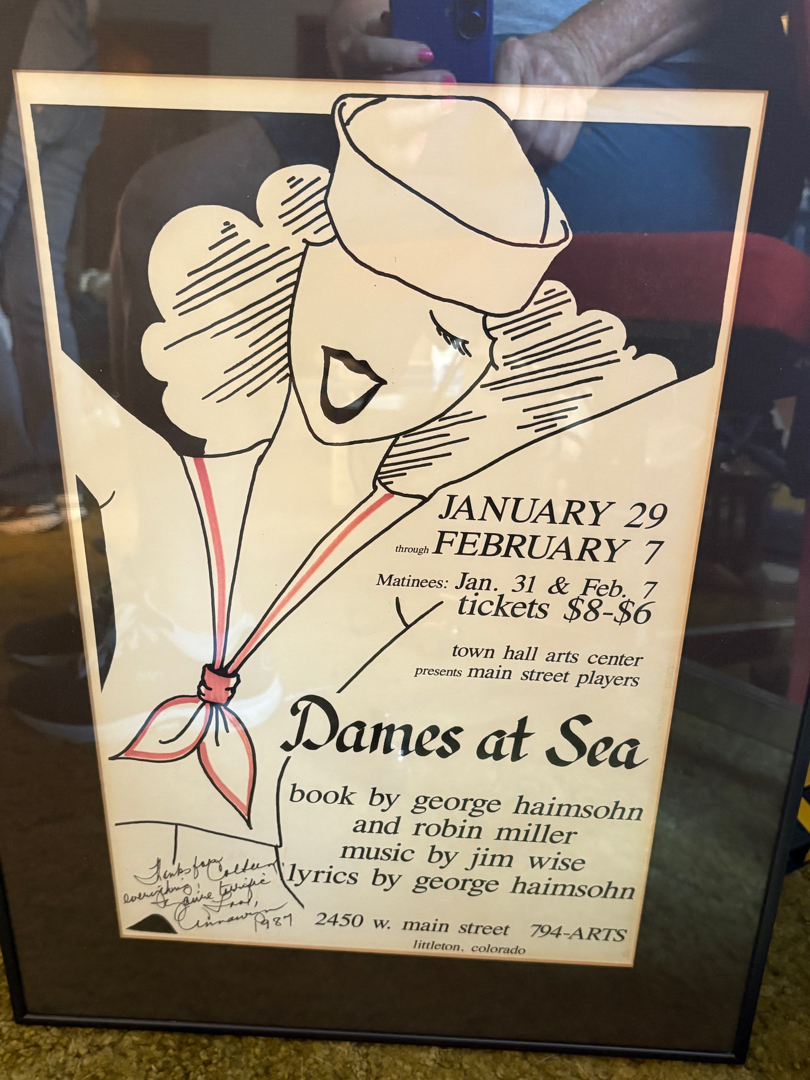 JANUARY 29
through FEBRUARY 7
Matinees: Jan. 31 & Feb. 7
tickets $8-$6
town hall arts center
presents main street players
Dames at Sea
book by george haimsohn
and robin miller
music by jim wise
lyrics by george haimsohn
2450 w. main street 794-ARTS
littleton, colorado
Thanks for
everything!
terrific
1987